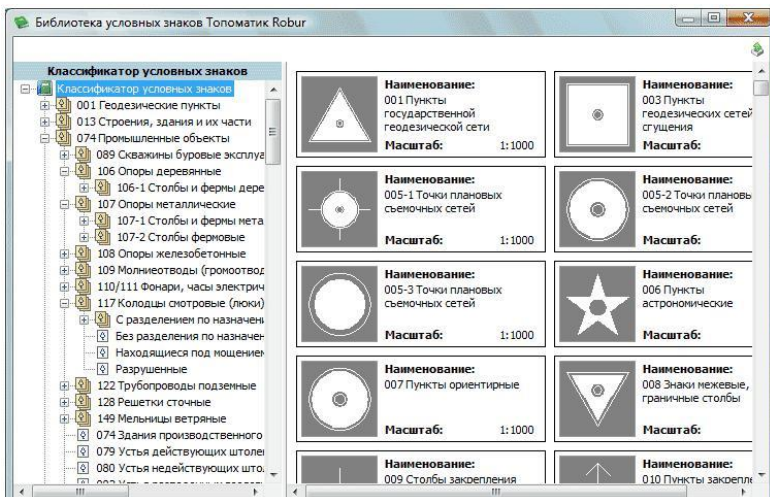 Библиотека условных знаков Топоматик Robur
Классификатор условных знаков
Классификатор условных знаков
001 Геодезические пункты
013 Строения, здания и их части
074 Промышленные объекты
089 Скважины буровые эксплуа
106 Опоры деревянные
106-1 Столбы и фермы дере
107 Опоры металлические
107-1 Столбы и фермы мета
107-2 Столбы фермовые
108 Опоры железобетонные
109 Молниеотводы (громоотвод
110/111 Фонари, часы электрич
117 Колодцы смотровые (люки)
С разделением по назначени
Без разделения по назначен
Находящиеся под мощением
Разрушенные
122 Трубопроводы подземные
128 Решетки сточные
149 Мельницы ветряные
074 Здания производственного
079 Устья действующих штоле
080 Устья недействующих што
Наименование:
001 Пункты
государственной
геодезической сети
Масштаб: 1:1000
Наименование:
003 Пункты
геодезических сетей
сгущения
Масштаб:
Наименование:
005-1 Точки плановых
съемочных сетей
Масштаб: 1:1000
Наименование:
005-2 Точки плановы
съемочных сетей
Масштаб:
Наименование:
005-3 Точки плановых
съемочных сетей
Масштаб: 1:1000
Наименование:
006 Пункты
астрономические
Масштаб:
Наименование:
007 Пункты ориентирные
Масштаб: 1:1000
Наименование:
008 Знаки межевые,
граничные столбы
Масштаб:
Наименование:
009 Столбы закрепления
Наименование:
010 Пункты закрепле